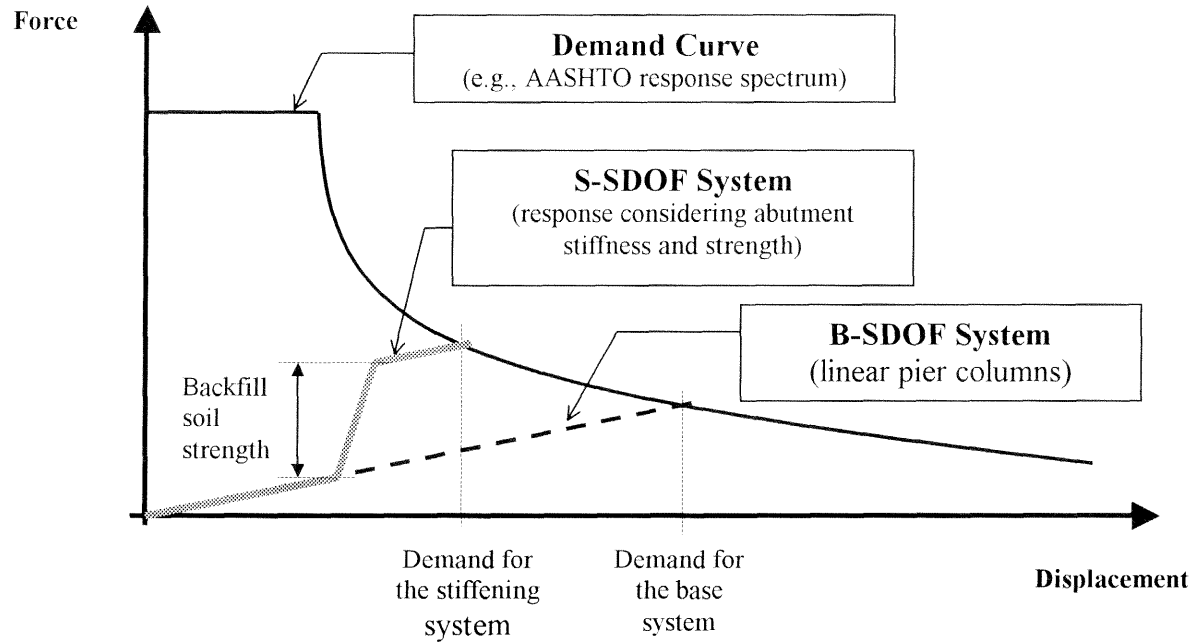 Force
Demand Curve
(e.g., AASHTO response spectrum)
S-SDOF System
(response considering abutment
stiffness and strength)
B-SDOF System
(linear pier columns)
Backfill
soil
strength
Demand for
the stiffening
system
Demand for
the base
system
Displacement